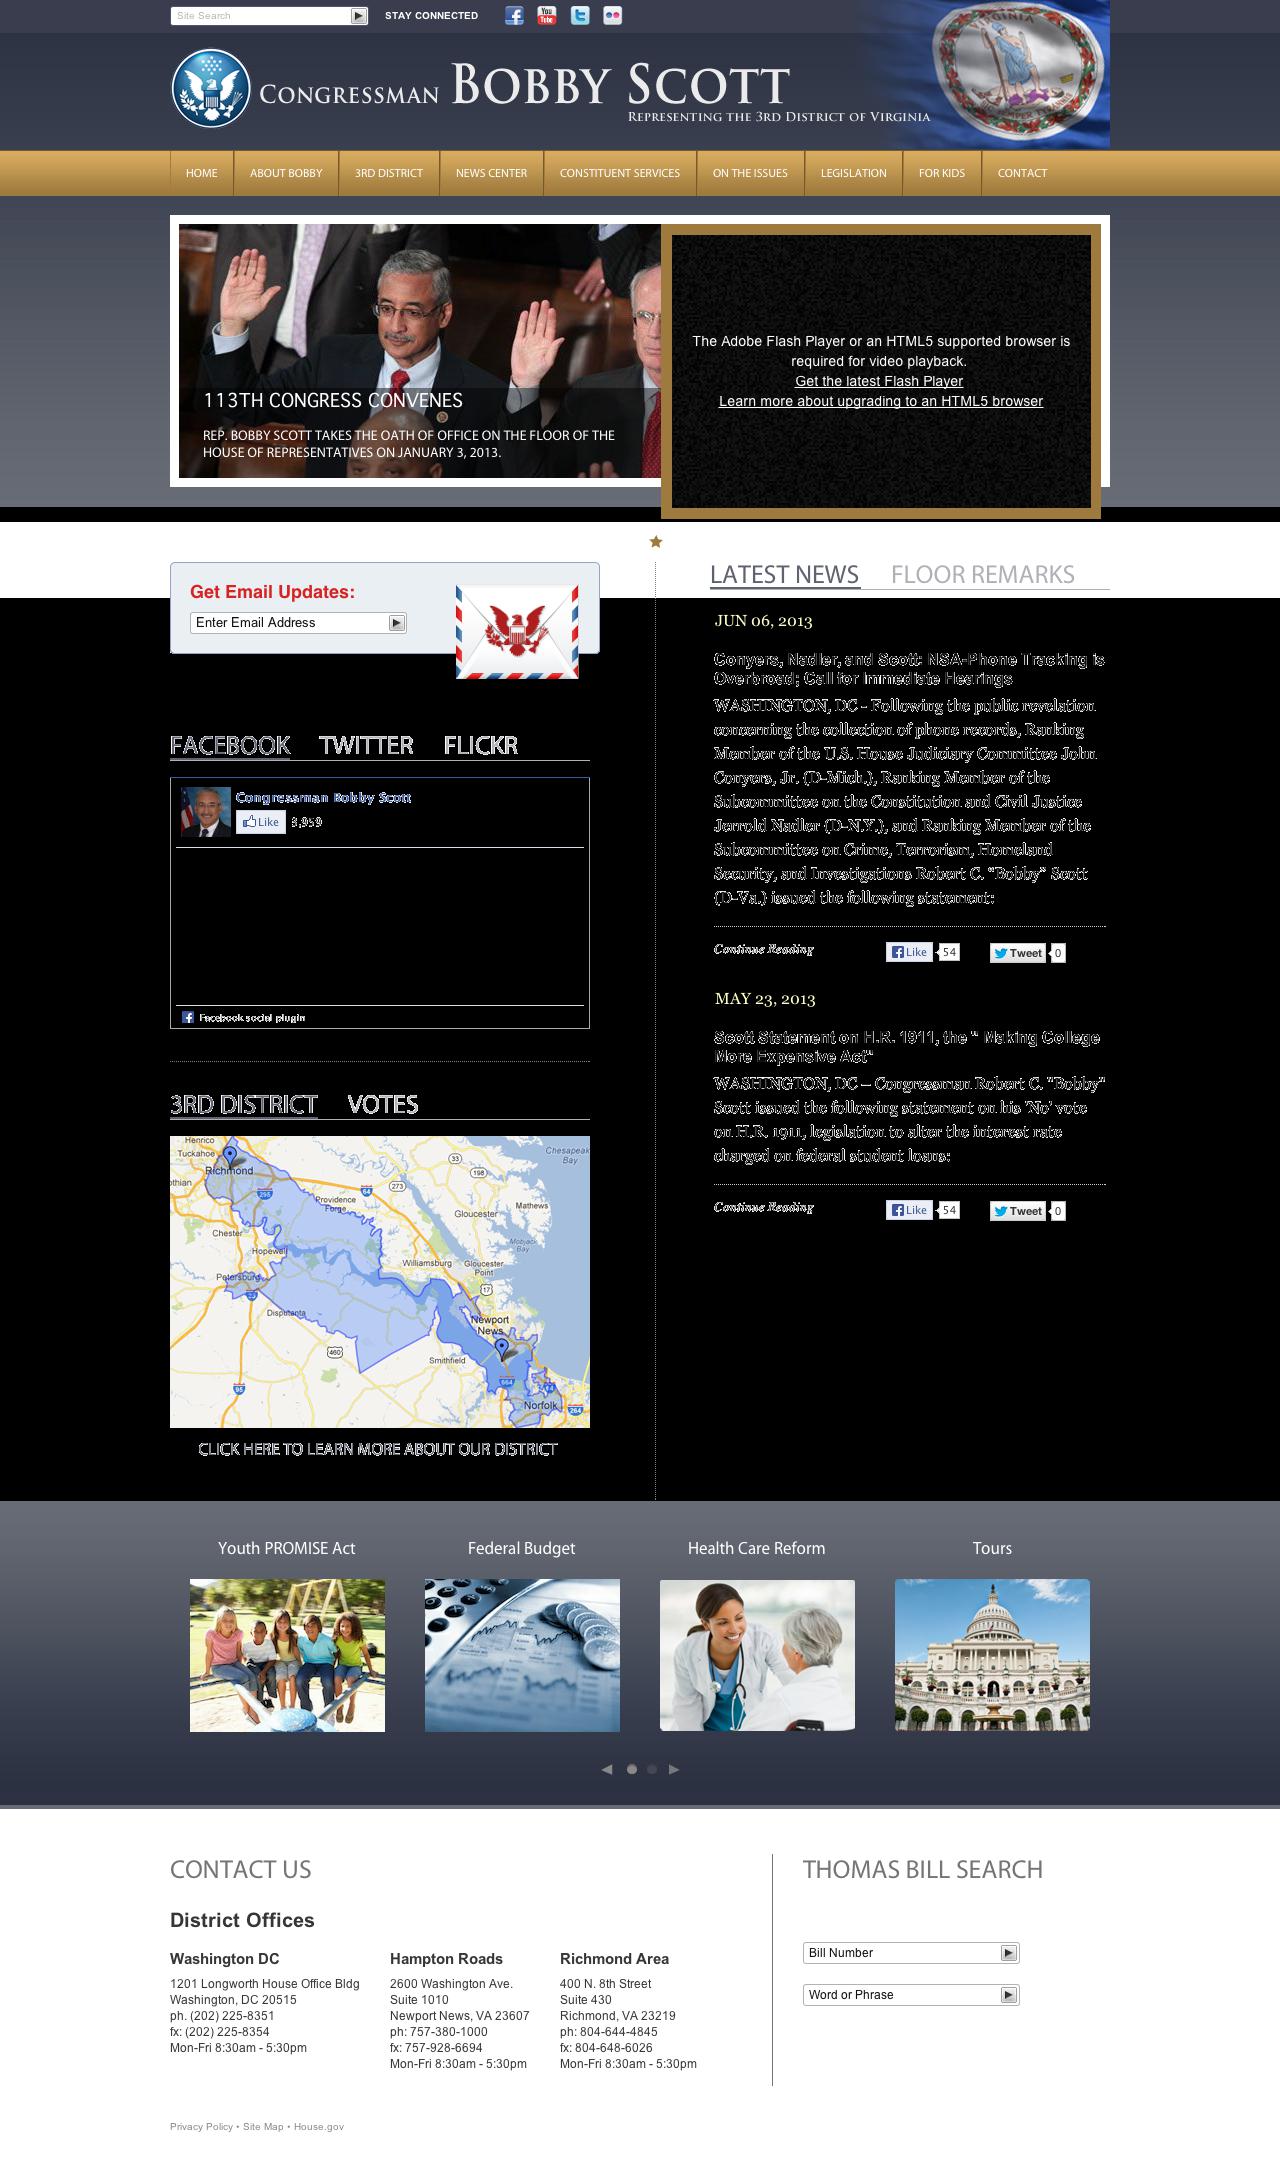 Site Search
STAY CONNECTED
You
Tube
VIRGINIA
CONGRESSMAN BOBBY SCOTT
REPRESENTING THE 3RD DISTRICT OF VIRGINIA
HOME
ABOUT BOBBY
3RD DISTRICT
NEWS CENTER
CONSTITUENT SERVICES
ON THE ISSUES
LEGISLATION
FOR KIDS
CONTACT
113TH CONGRESS CONVENES
REP. BOBBY SCOTT TAKES THE OATH OF OFFICE ON THE FLOOR OF THE
HOUSE OF REPRESENTATIVES ON JANUARY 3, 2013.
The Adobe Flash Player or an HTML5 supported browser is
required for video playback.
Get the latest Flash Player
Learn more about upgrading to an HTML5 browser
Get Email Updates:
Enter Email Address
FACEBOOK TWITTER FLICKR
Congressman Bobby Scott
Like 3,959
Facebook social plugin
3RD DISTRICT VOTES
Henrico
Tuckahoe
Richmond
295
64
Providence
Forge
273
33
198
Chesapeake
Bay
Mathews
Gloucester
Mobjack
Bay
Chester
Hopewell
Williamsburg
Gloucester
Point
Petersburg
17
Disputanta
Newport
News
460
Smithfield
664
64
95
Norfolk
264
CLICK HERE TO LEARN MORE ABOUT OUR DISTRICT
LATEST NEWS FLOOR REMARKS
JUN 06, 2013
Conyers, Nadler, and Scott: NSA-Phone Tracking is
Overbroad; Call for Immediate Hearings
WASHINGTON, DC - Following the public revelation
concerning the collection of phone records, Ranking
Member of the U.S. House Judiciary Committee John
Conyers, Jr. (D-Mich.), Ranking Member of the
Subcommittee on the Constitution and Civil Justice
Jerrold Nadler (D-N.Y.), and Ranking Member of the
Subcommittee on Crime, Terrorism, Homeland
Security, and Investigations Robert C. "Bobby" Scott
(D-Va.) issued the following statement:
Continue Reading
Like 54
Tweet 0
MAY 23, 2013
Scott Statement on H.R. 1911, the " Making College
More Expensive Act"
WASHINGTON, DC – Congressman Robert C. "Bobby"
Scott issued the following statement on his 'No' vote
on H.R. 1911, legislation to alter the interest rate
charged on federal student loans:
Continue Reading
Like 54
Tweet 0
Youth PROMISE Act
Federal Budget
Health Care Reform
Tours
CONTACT US
District Offices
Washington DC
1201 Longworth House Office Bldg
Washington, DC 20515
ph. (202) 225-8351
fx: (202) 225-8354
Mon-Fri 8:30am - 5:30pm
Hampton Roads
2600 Washington Ave.
Suite 1010
Newport News, VA 23607
ph: 757-380-1000
fx: 757-928-6694
Mon-Fri 8:30am - 5:30pm
Richmond Area
400 N. 8th Street
Suite 430
Richmond, VA 23219
ph: 804-644-4845
fx: 804-648-6026
Mon-Fri 8:30am - 5:30pm
THOMAS BILL SEARCH
Bill Number
Word or Phrase
Privacy Policy • Site Map • House.gov